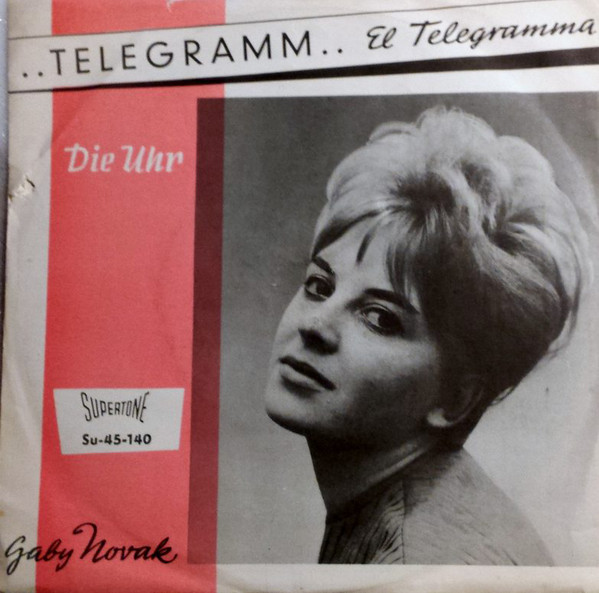 ..TELEGRAMM.. El Telegramma
Die Uhr
SUPERTONE
Su-45-140
Gaby Novak